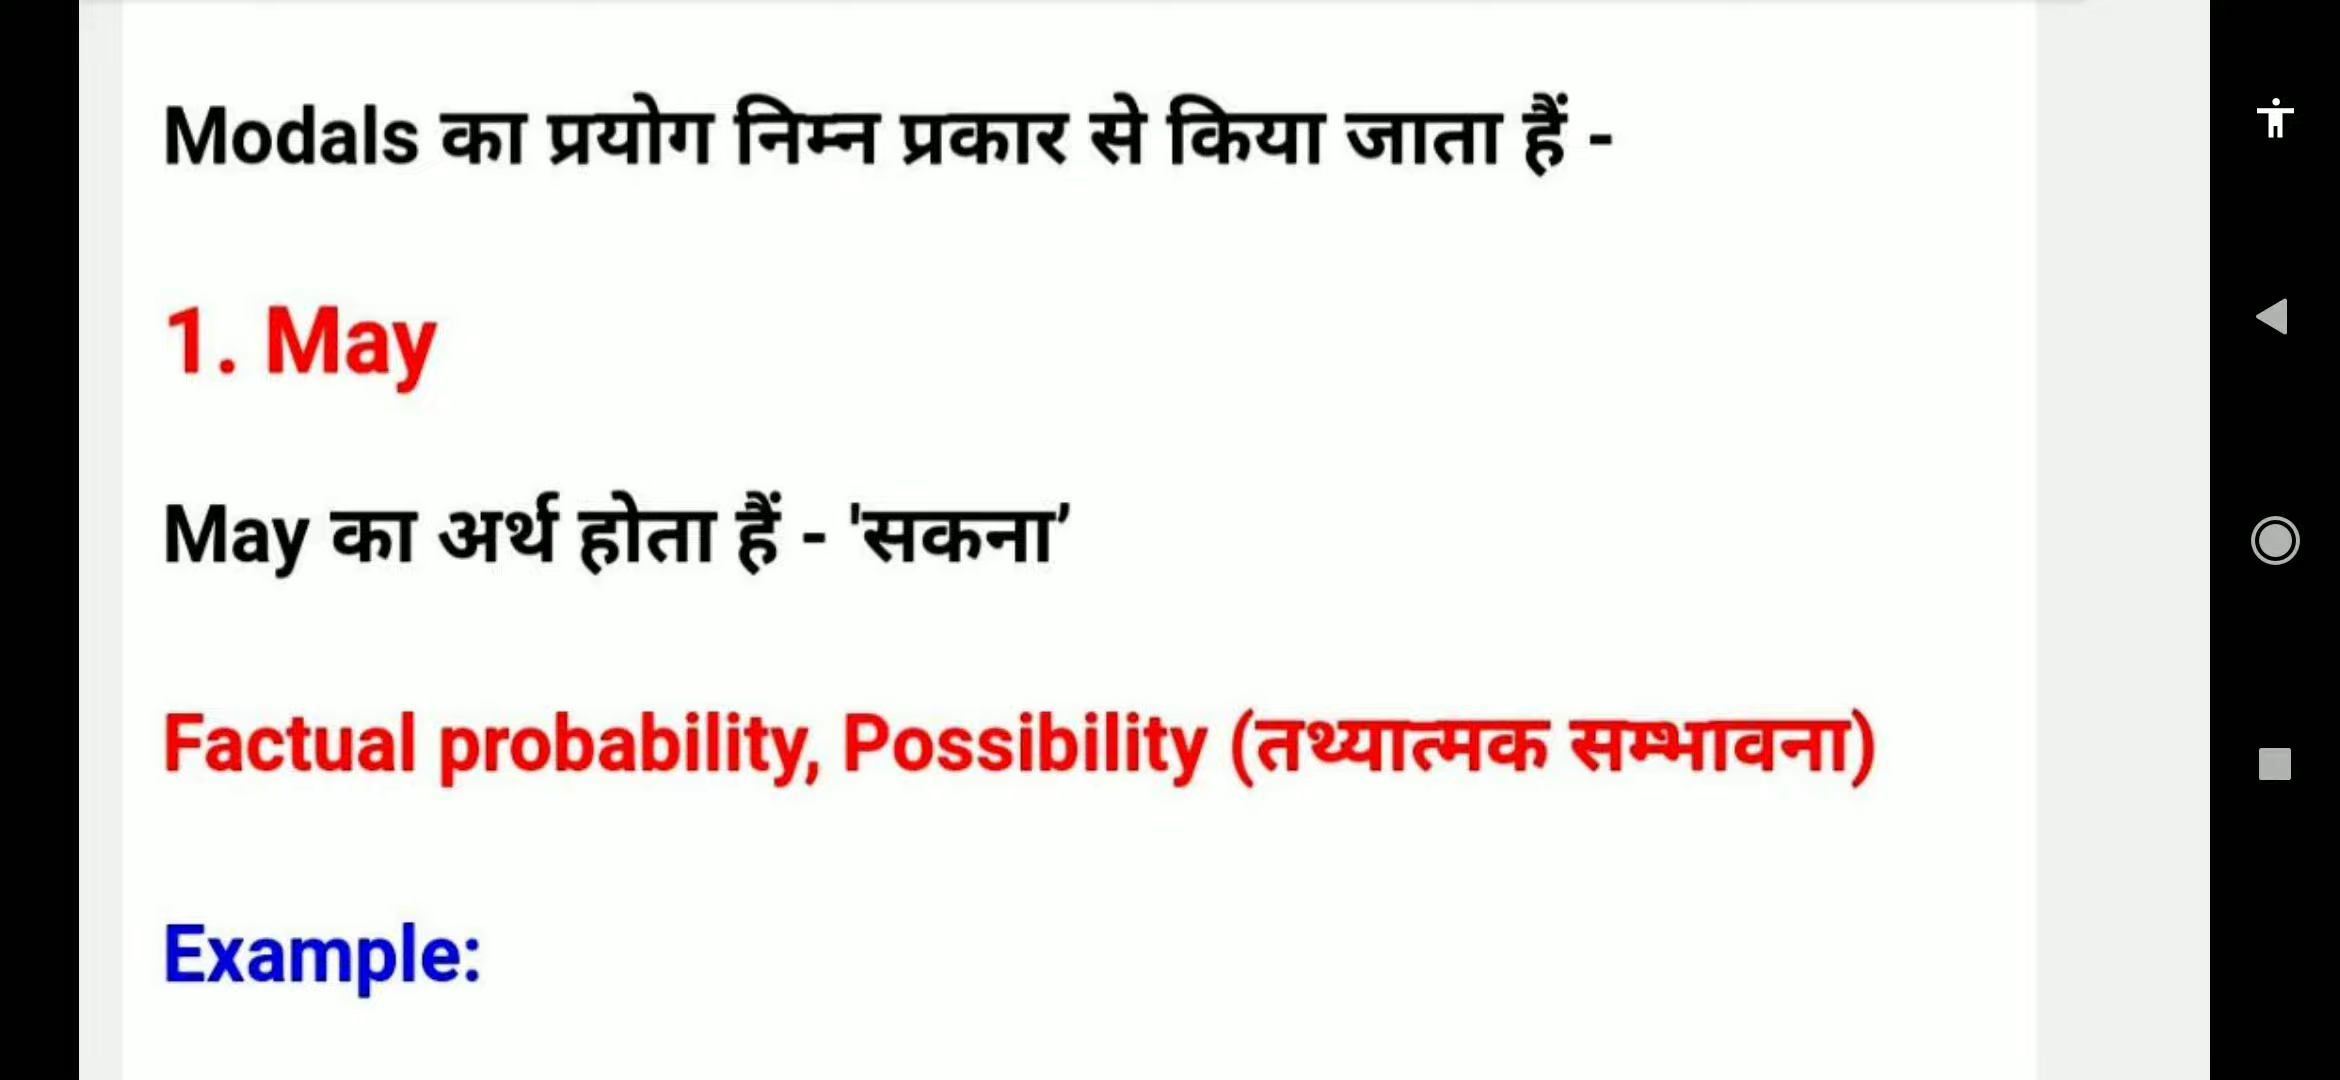 Modals का प्रयोग निम्न प्रकार से किया जाता हैं -
1. May
May का अर्थ होता हैं - 'सकना’
Factual probability, Possibility (तथ्यात्मक सम्भावना)
Example: